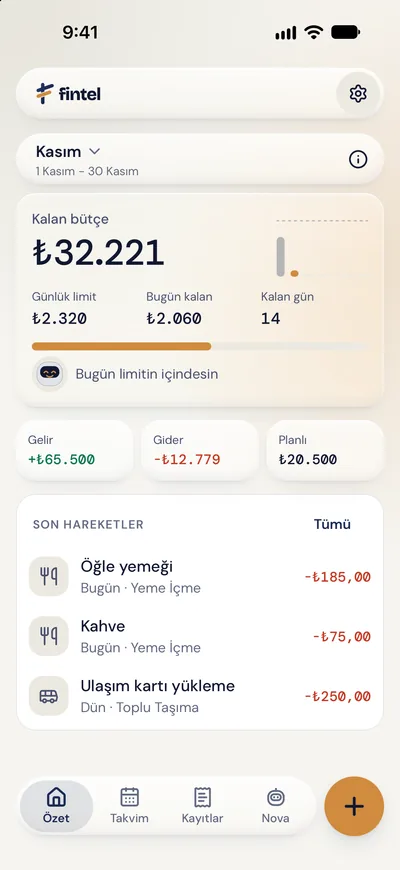 9:41
fintel
Kasım
1 Kasım - 30 Kasım
Kalan bütçe
₺32.221
Günlük limit
Bugün kalan
Kalan gün
₺2.320
₺2.060
14
Bugün limitin içindesin
Gelir
+₺65.500
Gider
-₺12.779
Planlı
₺20.500
SON HAREKETLER
Tümü
Öğle yemeği
Bugün · Yeme İçme
-₺185,00
Kahve
Bugün · Yeme İçme
-₺75,00
Ulaşım kartı yükleme
Dün · Toplu Taşıma
-₺250,00
Özet
Takvim
Kayıtlar
Nova